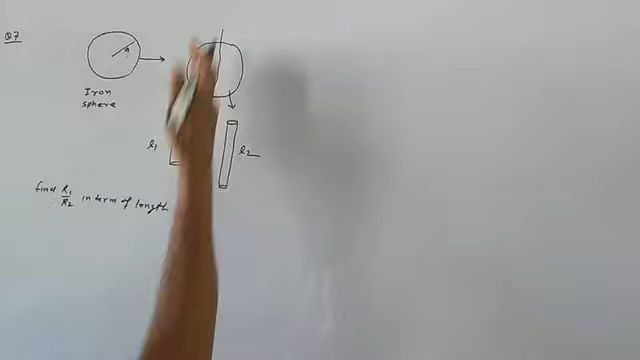 Q7
r
Iron
sphere
l₁
l₂
find R₁/R₂ in term of length